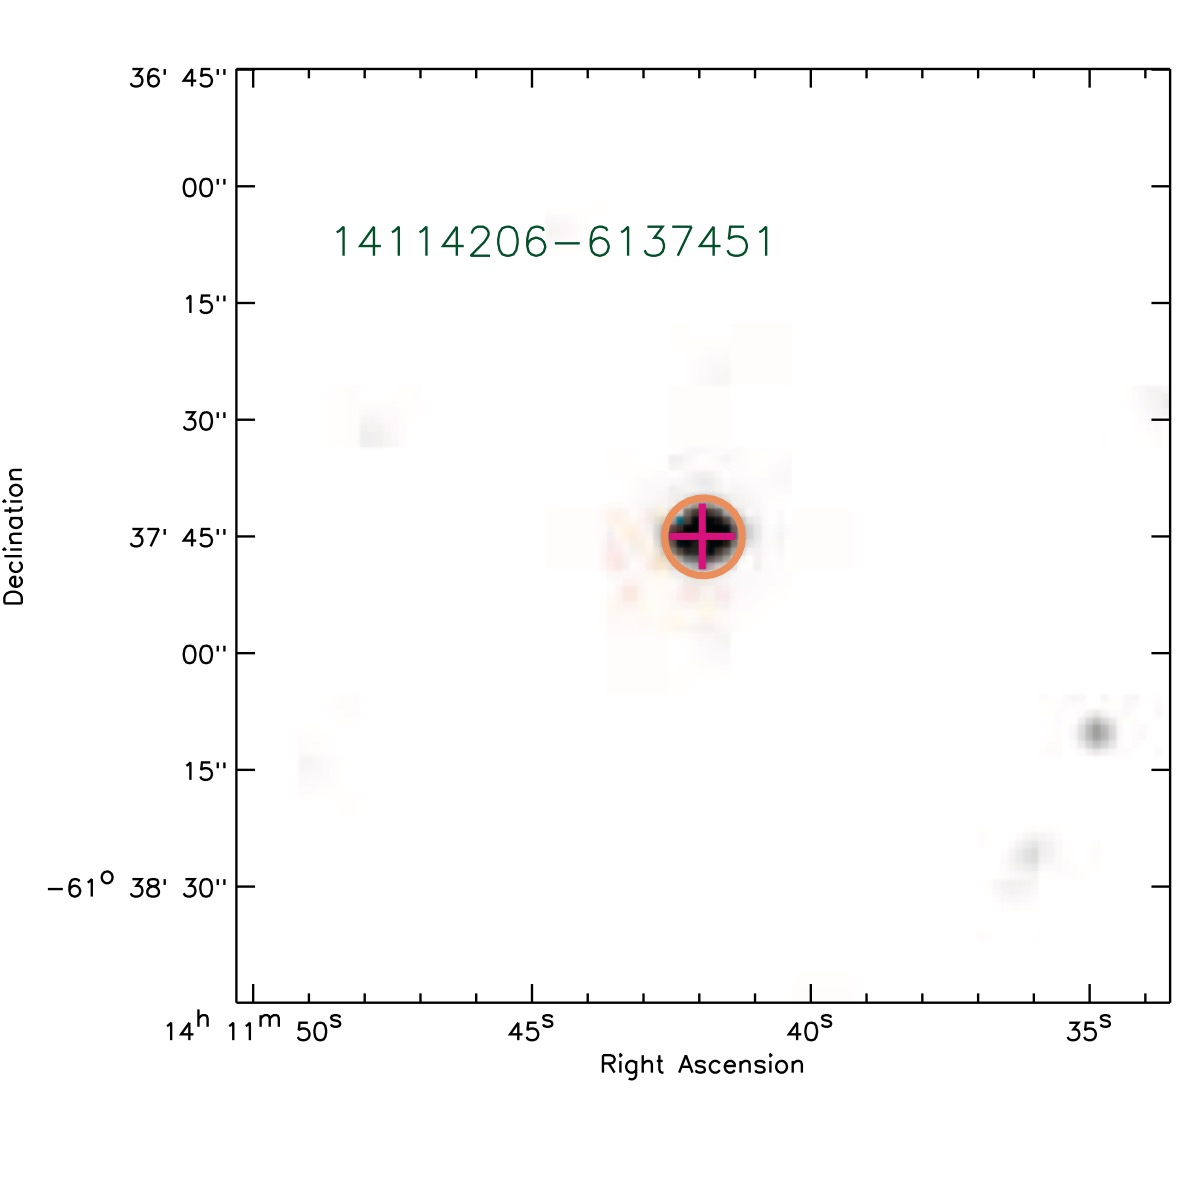 36' 45''
00''
14114206-6137451
15''
30''
Declination
37' 45''
00''
15''
-61° 38' 30''
14ʰ 11ᵐ 50ˢ 45ˢ 40ˢ 35ˢ
Right Ascension